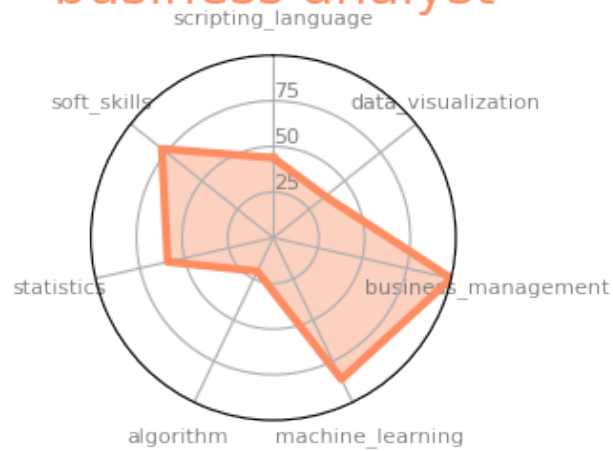 business analyst
scripting_language
75
soft_skills
data_visualization
50
25
statistics
business_management
algorithm
machine_learning